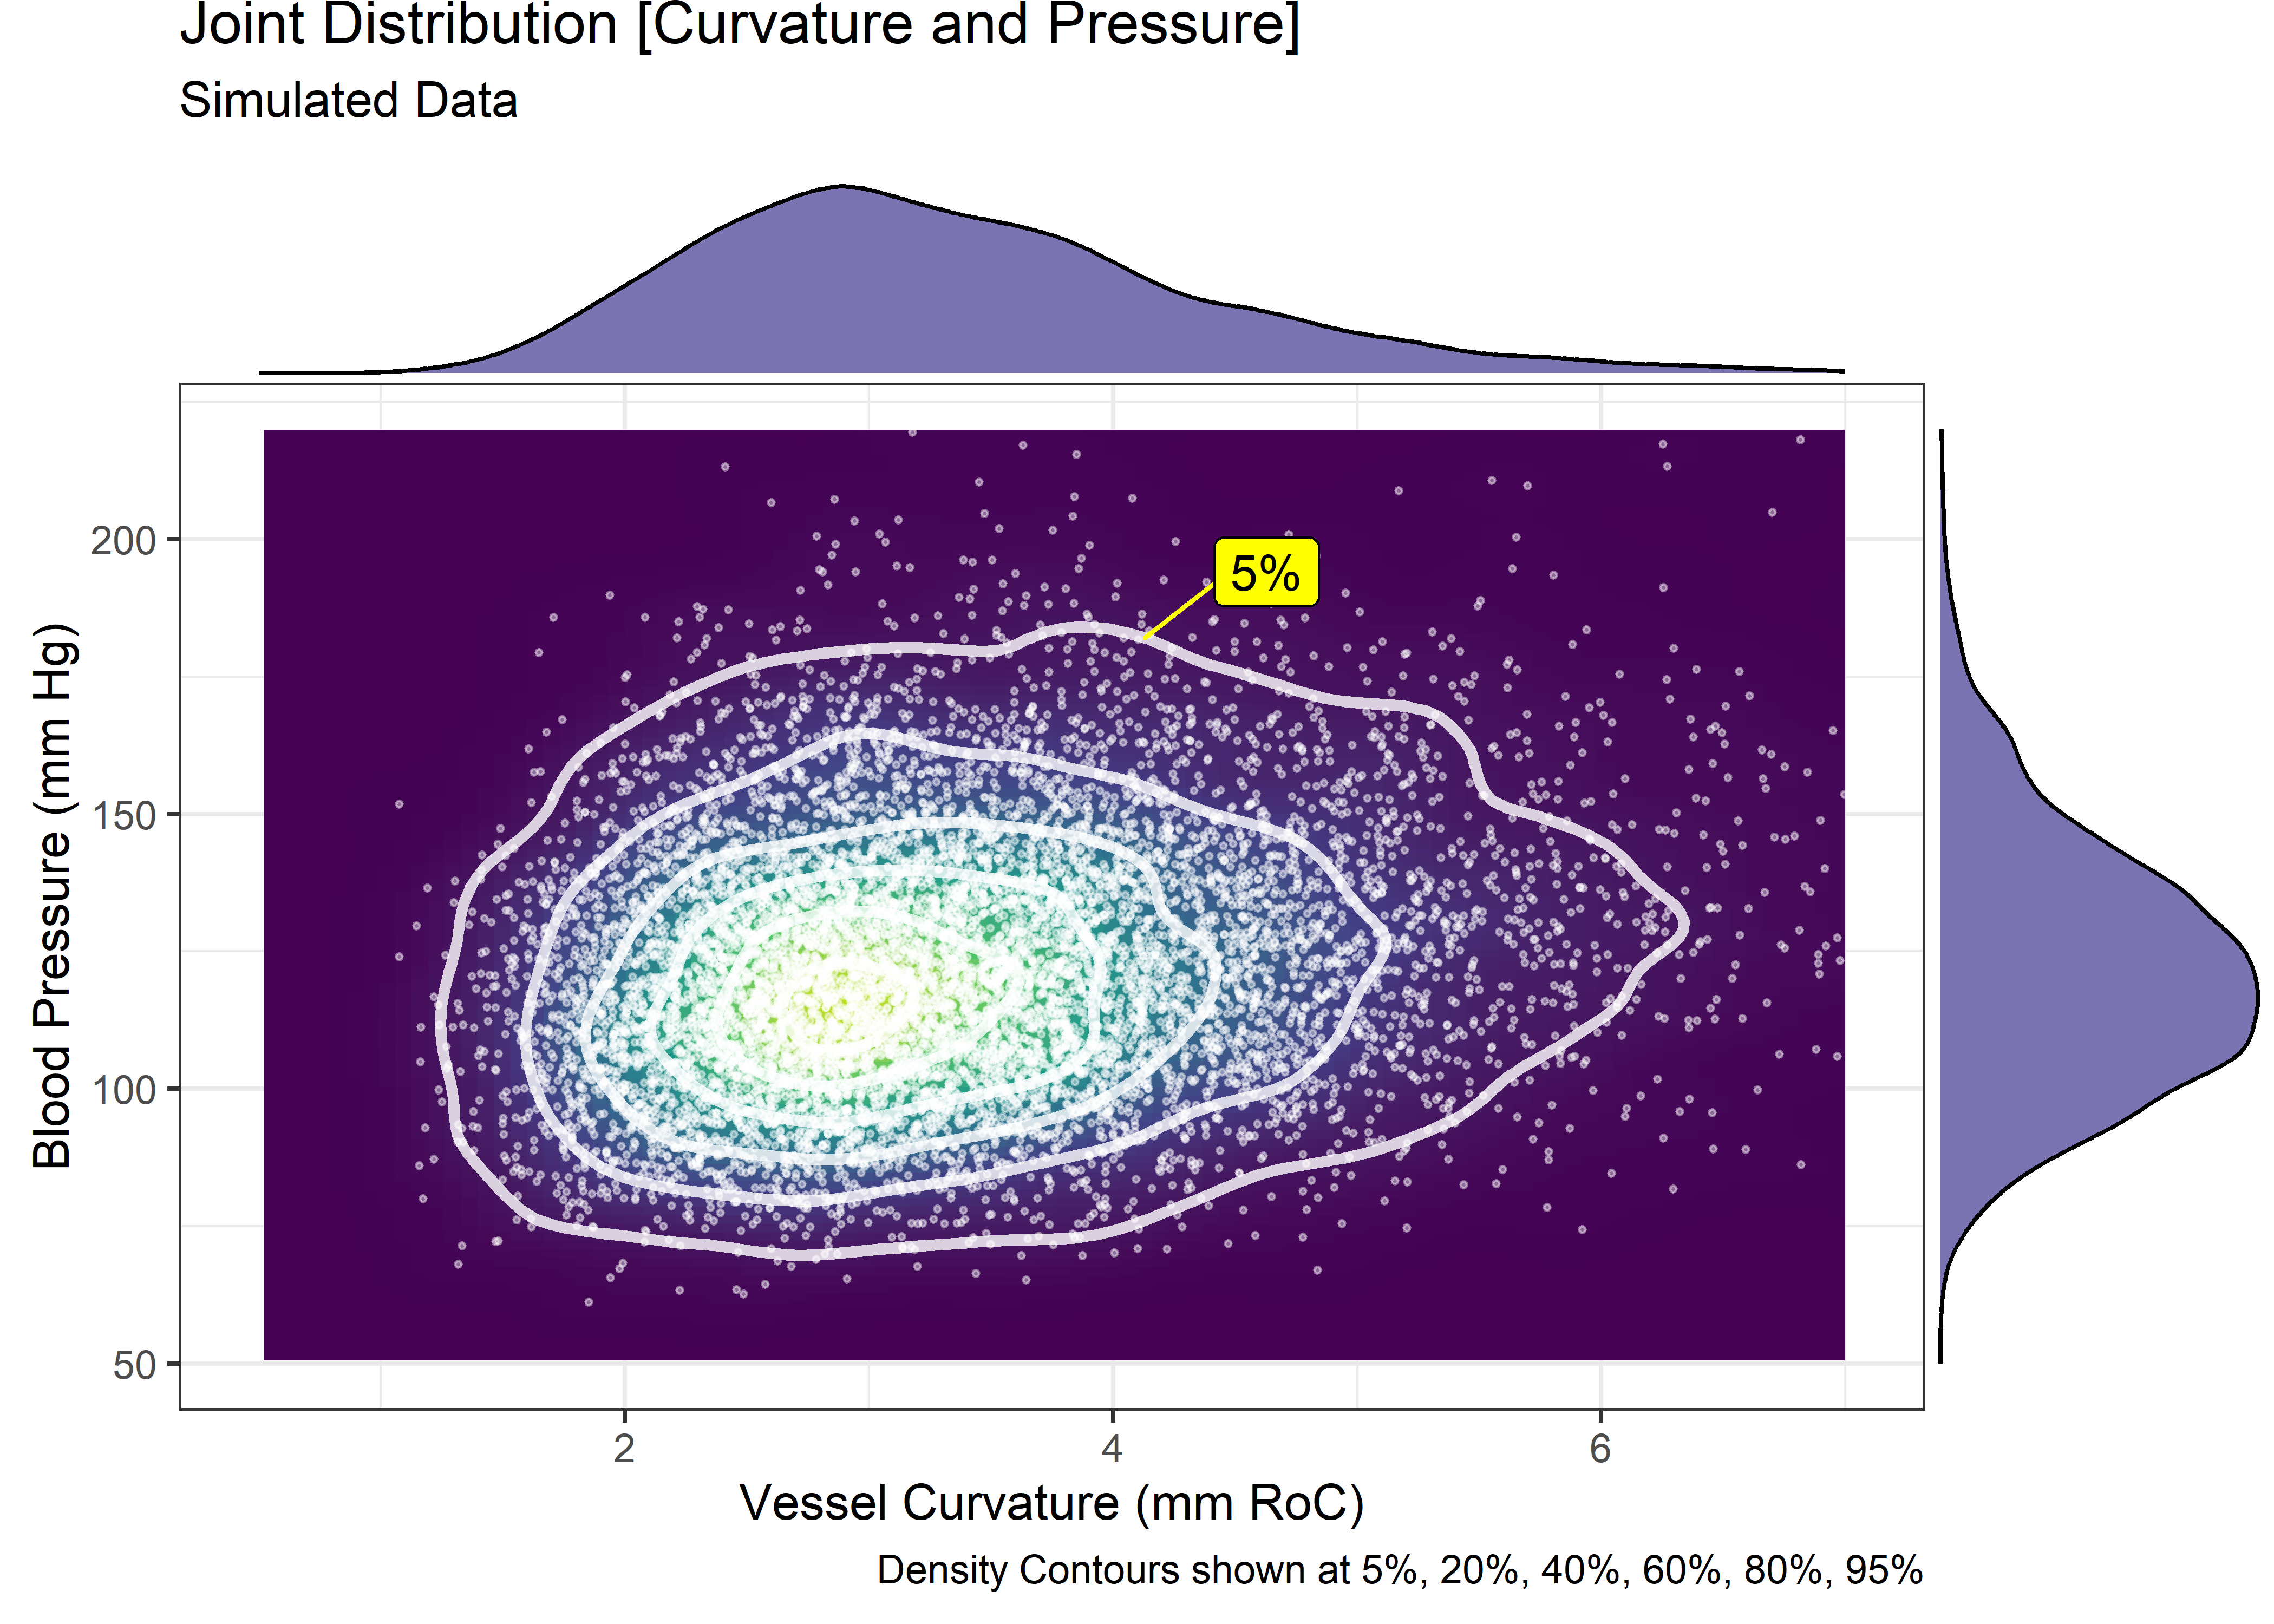 Joint Distribution [Curvature and Pressure]
Simulated Data
5%
200
150
100
50
Blood Pressure (mm Hg)
2 4 6
Vessel Curvature (mm RoC)
Density Contours shown at 5%, 20%, 40%, 60%, 80%, 95%